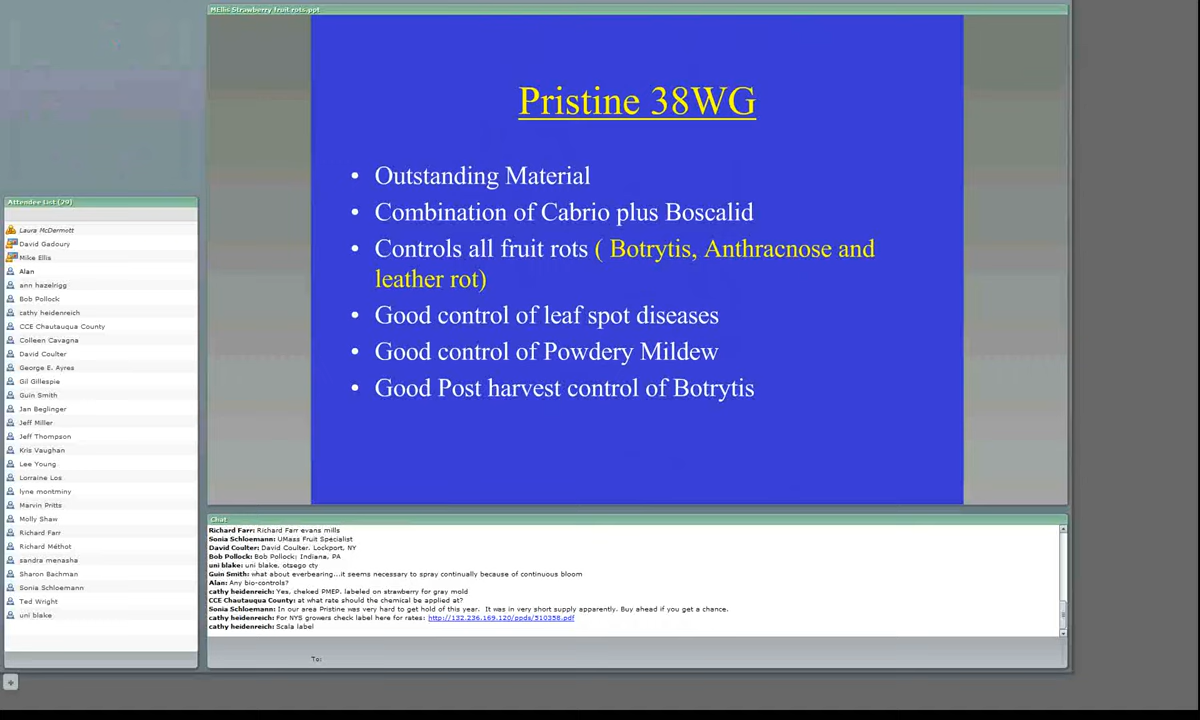 MEllis Strawberry fruit rots.ppt
Pristine 38WG
• Outstanding Material
• Combination of Cabrio plus Boscalid
• Controls all fruit rots ( Botrytis, Anthracnose and
leather rot)
• Good control of leaf spot diseases
• Good control of Powdery Mildew
• Good Post harvest control of Botrytis
Attendee List (29)
Laura McDermott
David Gadoury
Mike Ellis
Alan
ann hazelrigg
Bob Pollock
cathy heidenreich
CCE Chautauqua County
Colleen Cavagna
David Coulter
George E. Ayres
Gil Gillespie
Guin Smith
Jan Beglinger
Jeff Miller
Jeff Thompson
Kris Vaughan
Lee Young
Lorraine Los
lyne montminy
Marvin Pritts
Molly Shaw
Richard Farr
Richard Méthot
sandra menasha
Sharon Bachman
Sonia Schloemann
Ted Wright
uni blake
Chat
Richard Farr: Richard Farr evans mills
Sonia Schloemann: UMass Fruit Specialist
David Coulter: David Coulter, Lockport, NY
Bob Pollock: Bob Pollock; Indiana, PA
uni blake: uni blake, otsego cty
Guin Smith: what about everbearing...it seems necessary to spray continually because of continuous bloom
Alan: Any bio-controls?
cathy heidenreich: Yes, cheked PMEP. labeled on strawberry for gray mold
CCE Chautauqua County: at what rate should the chemical be applied at?
Sonia Schloemann: In our area Pristine was very hard to get hold of this year. It was in very short supply apparently. Buy ahead if you get a chance.
cathy heidenreich: For NYS growers check label here for rates: http://132.236.169.120/ppds/510358.pdf
cathy heidenreich: Scala label
To: